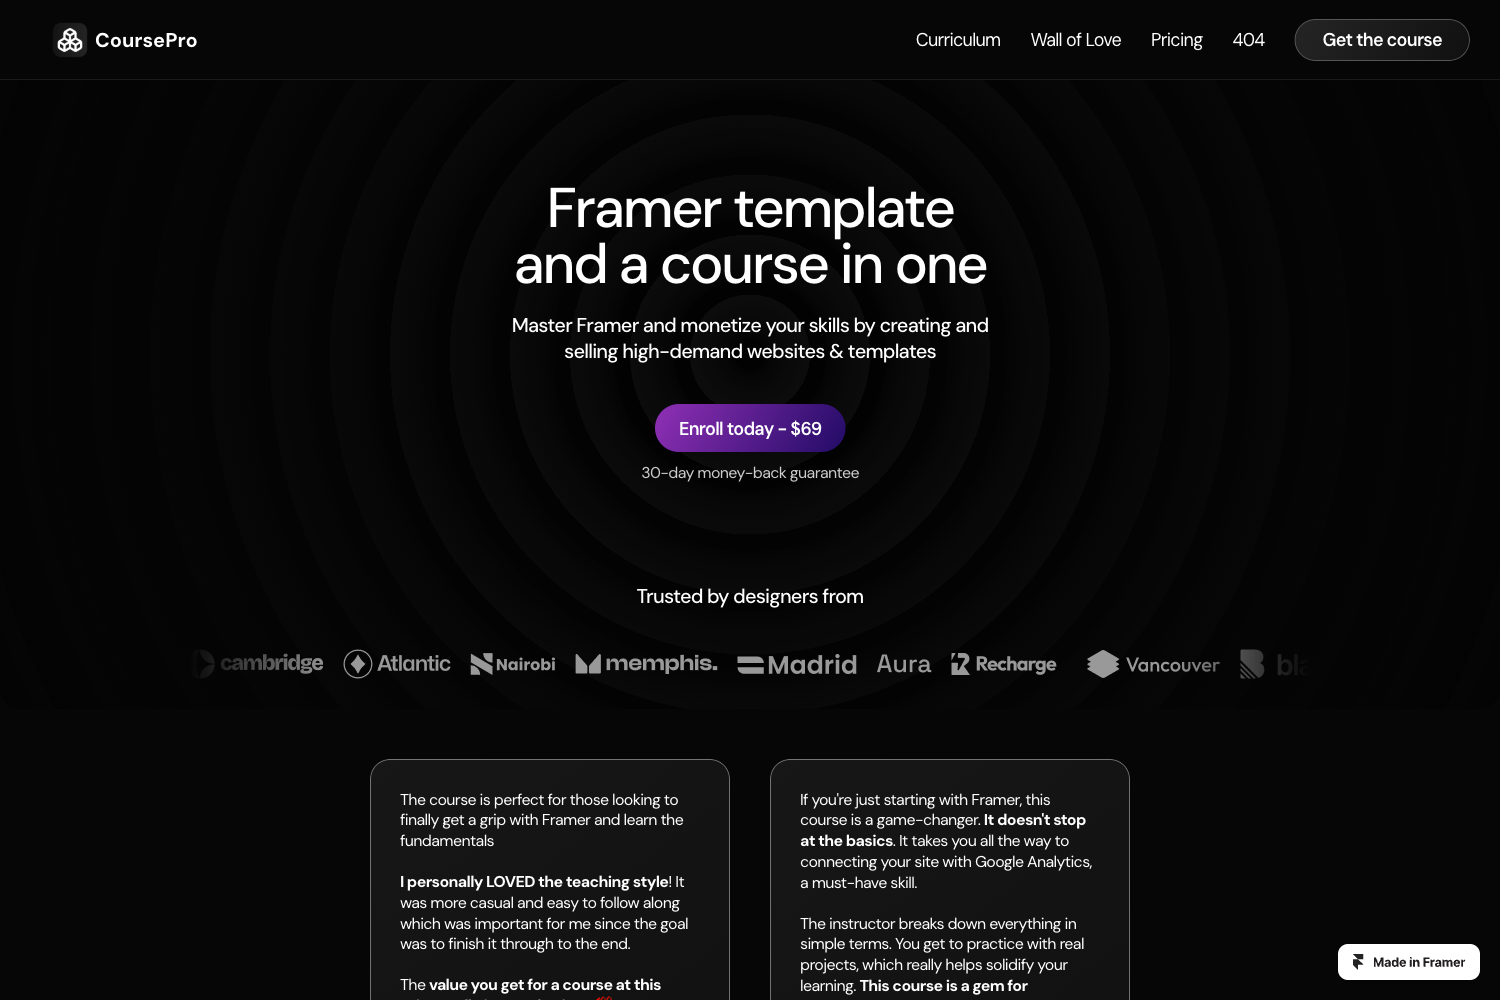 CoursePro
Curriculum
Wall of Love
Pricing
404
Get the course
Framer template
and a course in one
Master Framer and monetize your skills by creating and
selling high-demand websites & templates
Enroll today - $69
30-day money-back guarantee
Trusted by designers from
cambridge
Atlantic
Nairobi
memphis.
Madrid
Aura
Recharge
Vancouver
The course is perfect for those looking to
finally get a grip with Framer and learn the
fundamentals
I personally LOVED the teaching style! It
was more casual and easy to follow along
which was important for me since the goal
was to finish it through to the end.
The value you get for a course at this
If you're just starting with Framer, this
course is a game-changer. It doesn't stop
at the basics. It takes you all the way to
connecting your site with Google Analytics,
a must-have skill.
The instructor breaks down everything in
simple terms. You get to practice with real
projects, which really helps solidify your
learning. This course is a gem for
Made in Framer